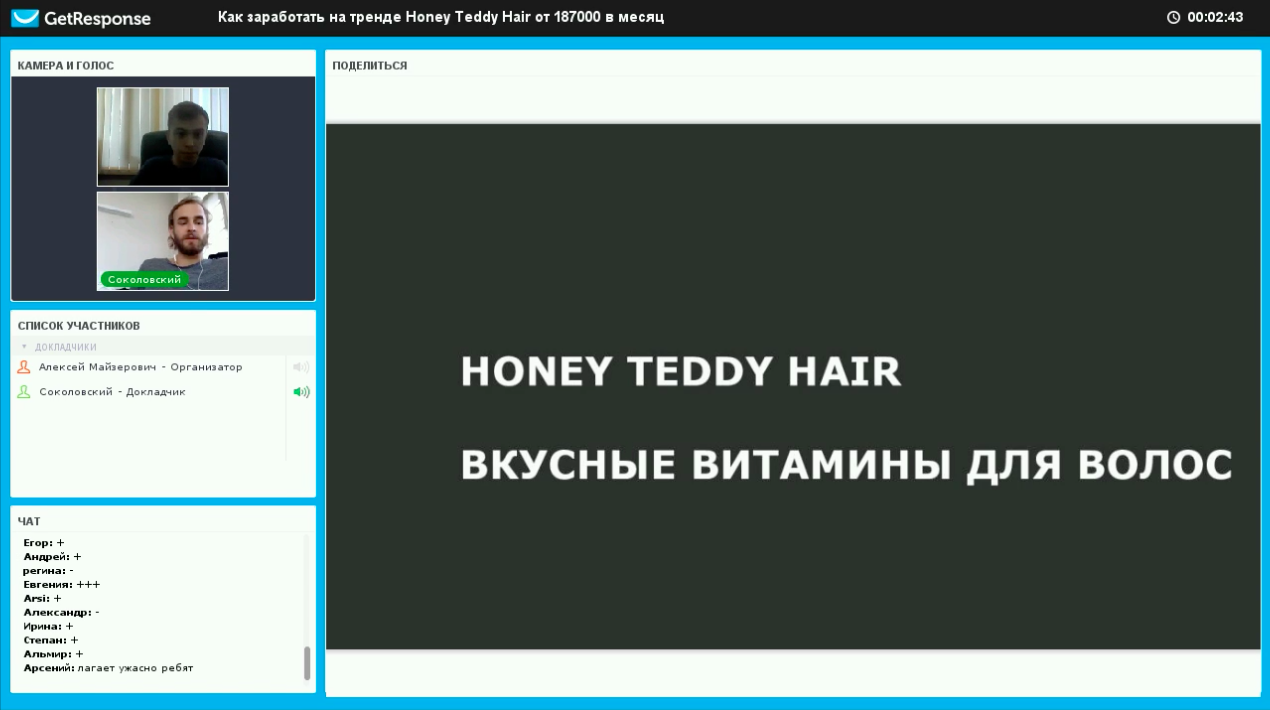 GetResponse
Как заработать на тренде Honey Teddy Hair от 187000 в месяц
00:02:43
КАМЕРА И ГОЛОС
Соколовский
СПИСОК УЧАСТНИКОВ
ДОКЛАДЧИКИ
Алексей Майзерович - Организатор
Соколовский - Докладчик
ЧАТ
Егор: +
Андрей: +
регина: -
Евгения: +++
Arsi: +
Александр: -
Ирина: +
Степан: +
Альмир: +
Арсений: лагает ужасно ребят
ПОДЕЛИТЬСЯ
HONEY TEDDY HAIR
ВКУСНЫЕ ВИТАМИНЫ ДЛЯ ВОЛОС